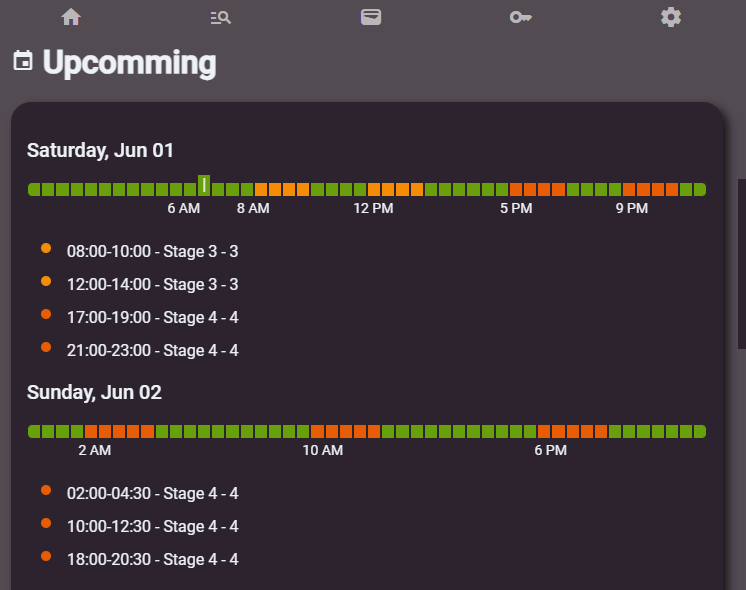 Upcomming
Saturday, Jun 01
6 AM 8 AM 12 PM 5 PM 9 PM
08:00-10:00 - Stage 3 - 3
12:00-14:00 - Stage 3 - 3
17:00-19:00 - Stage 4 - 4
21:00-23:00 - Stage 4 - 4
Sunday, Jun 02
2 AM 10 AM 6 PM
02:00-04:30 - Stage 4 - 4
10:00-12:30 - Stage 4 - 4
18:00-20:30 - Stage 4 - 4